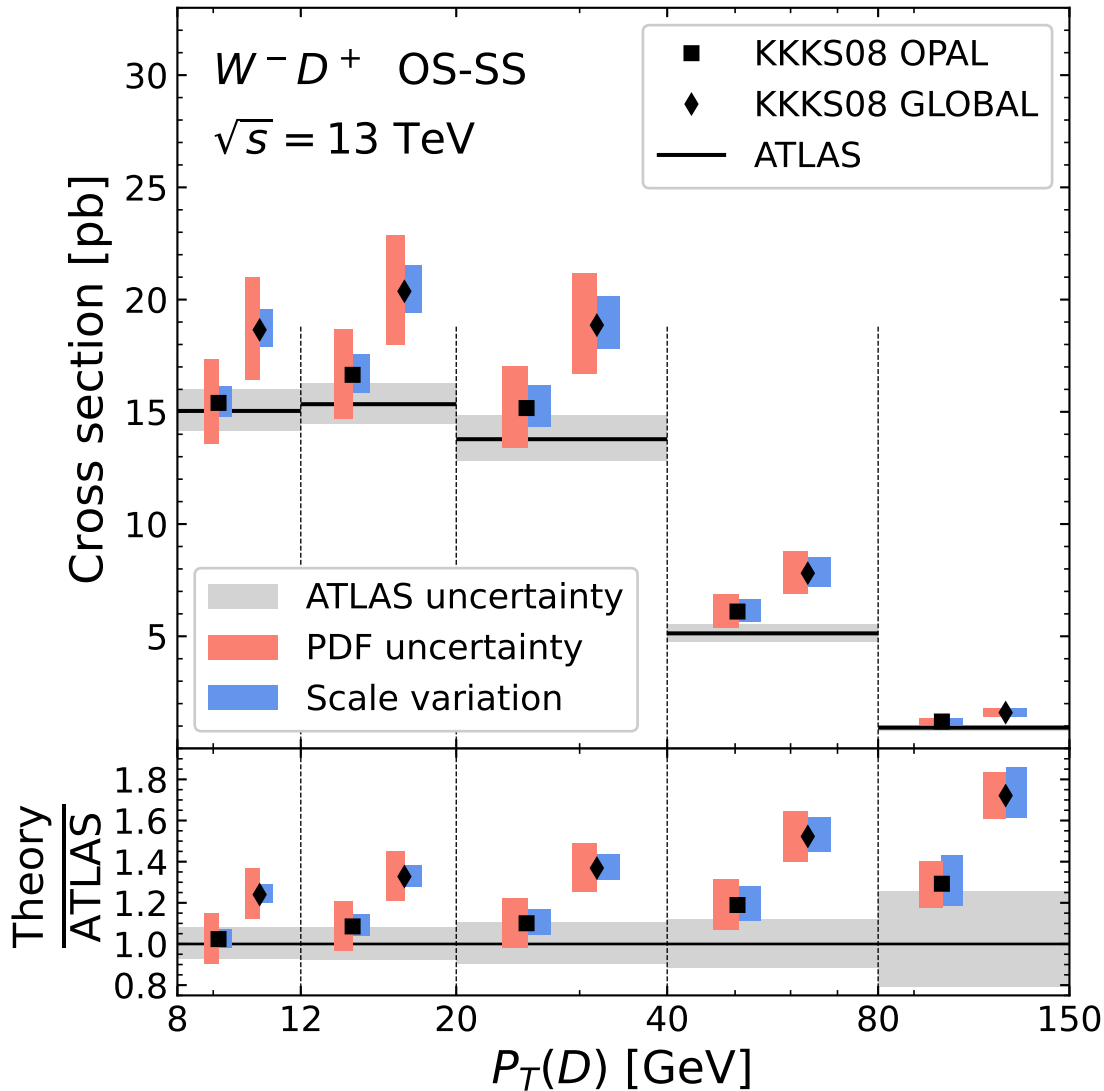 W⁻D⁺ OS-SS
√s = 13 TeV
KKKS08 OPAL
KKKS08 GLOBAL
ATLAS
Cross section [pb]
30
25
20
15
10
5
ATLAS uncertainty
PDF uncertainty
Scale variation
Theory
ATLAS
1.8
1.6
1.4
1.2
1.0
0.8
8 12 20 40 80 150
P_T(D) [GeV]